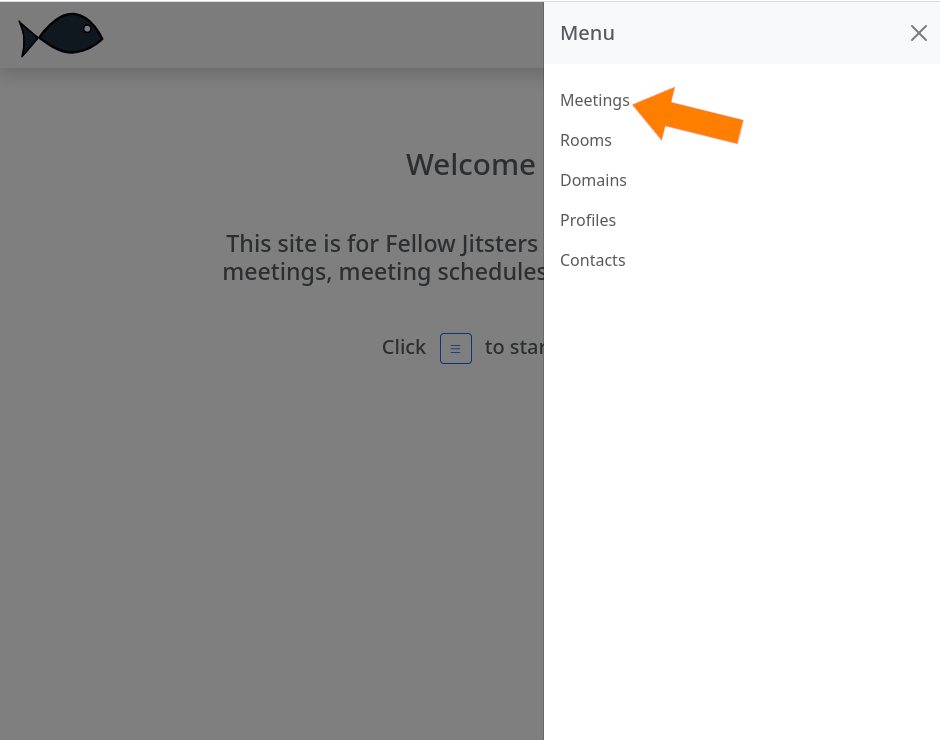 Menu
Meetings
Rooms
Domains
Profiles
Contacts
Welcome
This site is for Fellow Jitsters
meetings, meeting schedules
Click ☰ to star